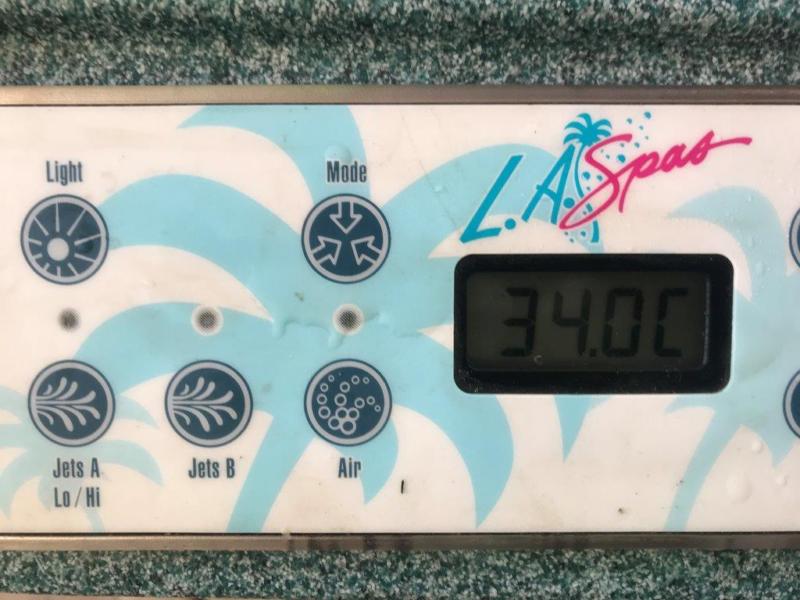 Light
Mode
L.A. Spas
34.0C
Jets A
Lo/Hi
Jets B
Air